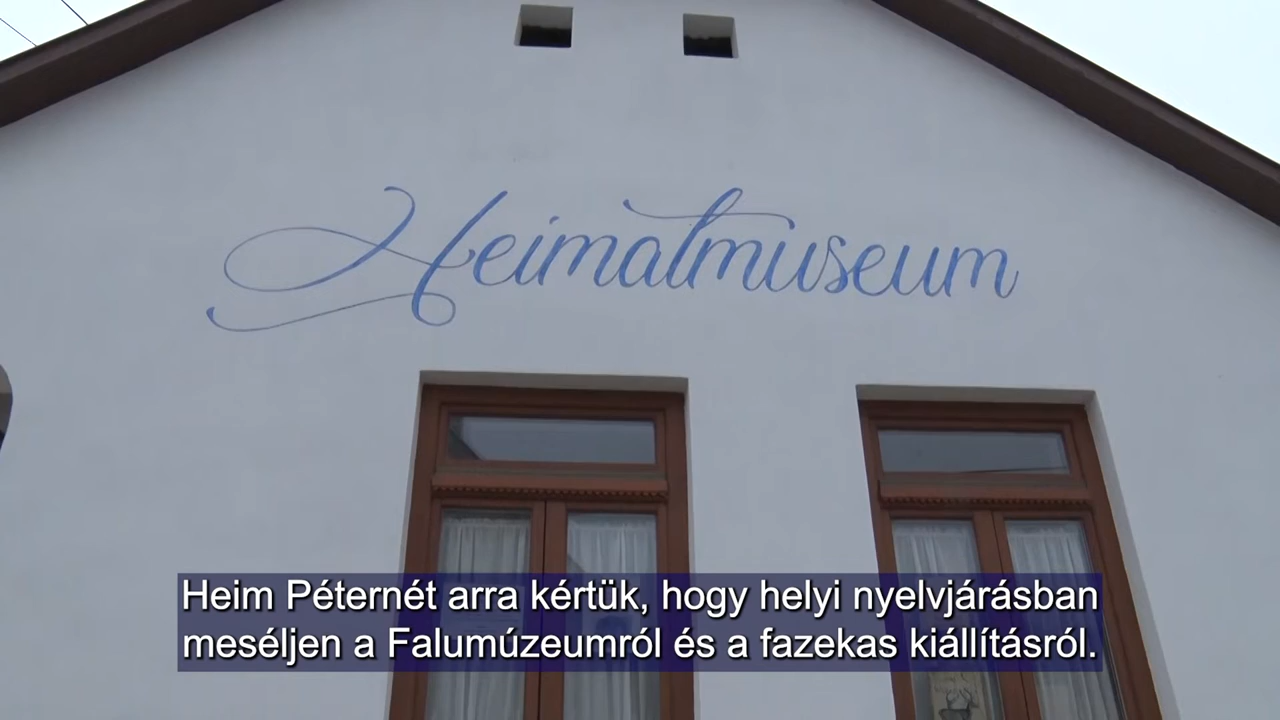 Heimatmuseum
Heim Péternét arra kértük, hogy helyi nyelvjárásban
meséljen a Falumúzeumról és a fazekas kiállításról.